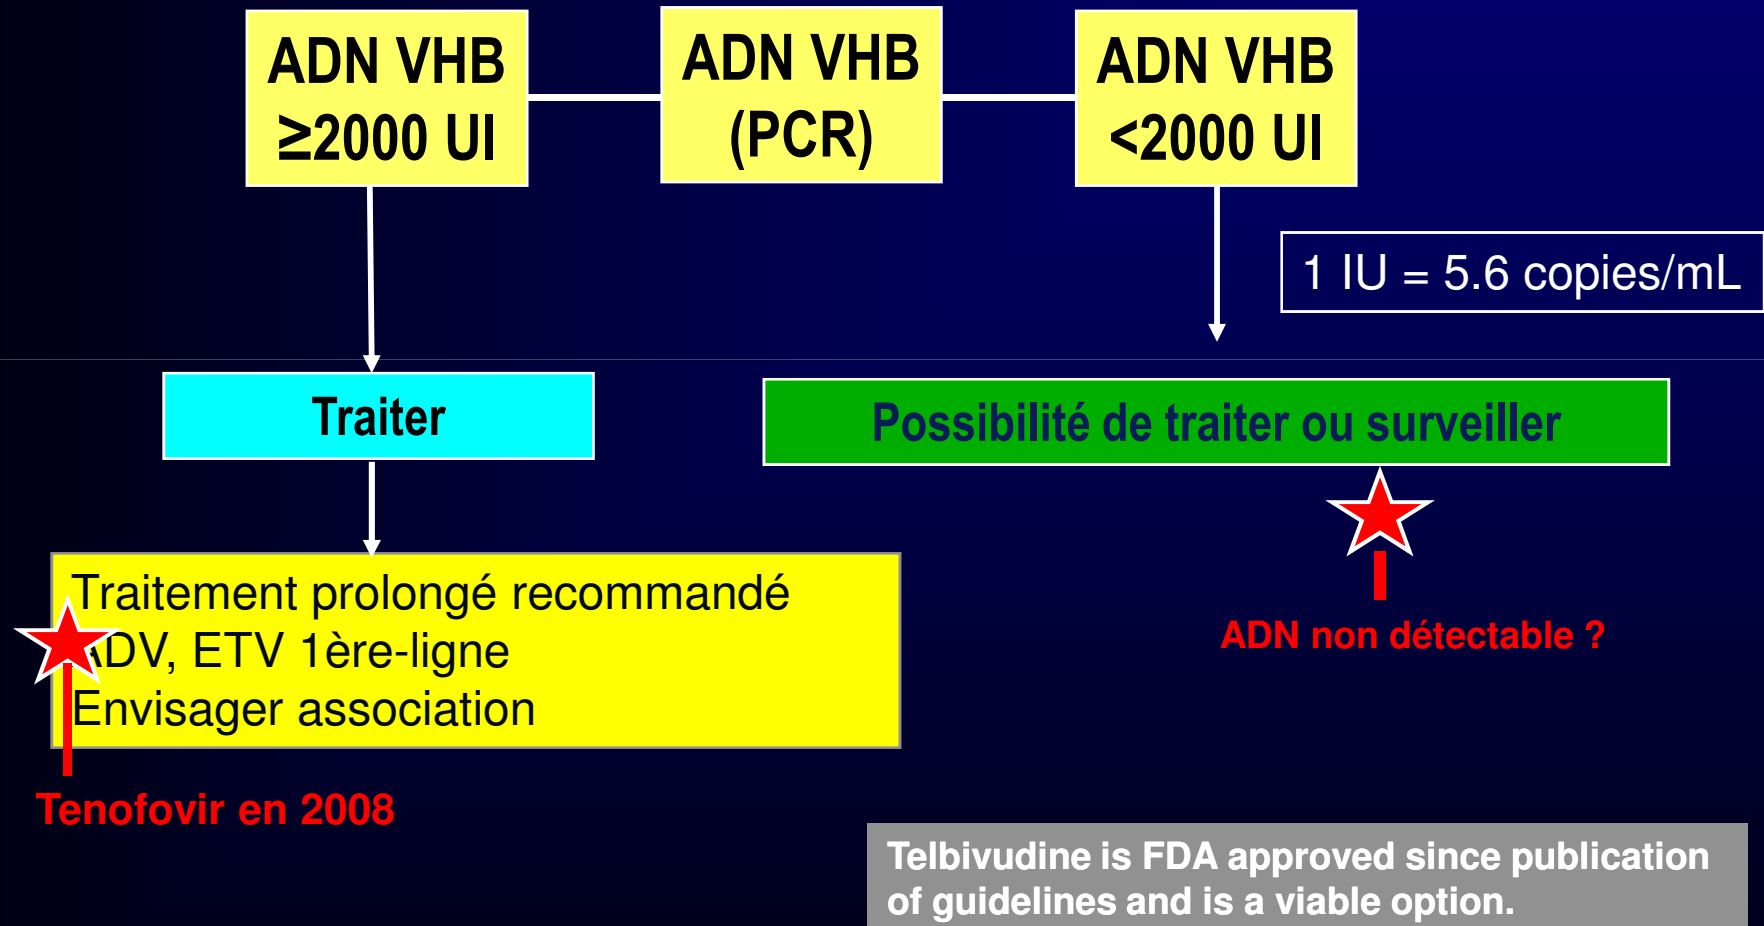 ADN VHB
≥2000 UI
ADN VHB
(PCR)
ADN VHB
<2000 UI
1 IU = 5.6 copies/mL
Traiter
Possibilité de traiter ou surveiller
Traitement prolongé recommandé
ADV, ETV 1ère-ligne
Envisager association
ADN non détectable ?
Tenofovir en 2008
Telbivudine is FDA approved since publication
of guidelines and is a viable option.